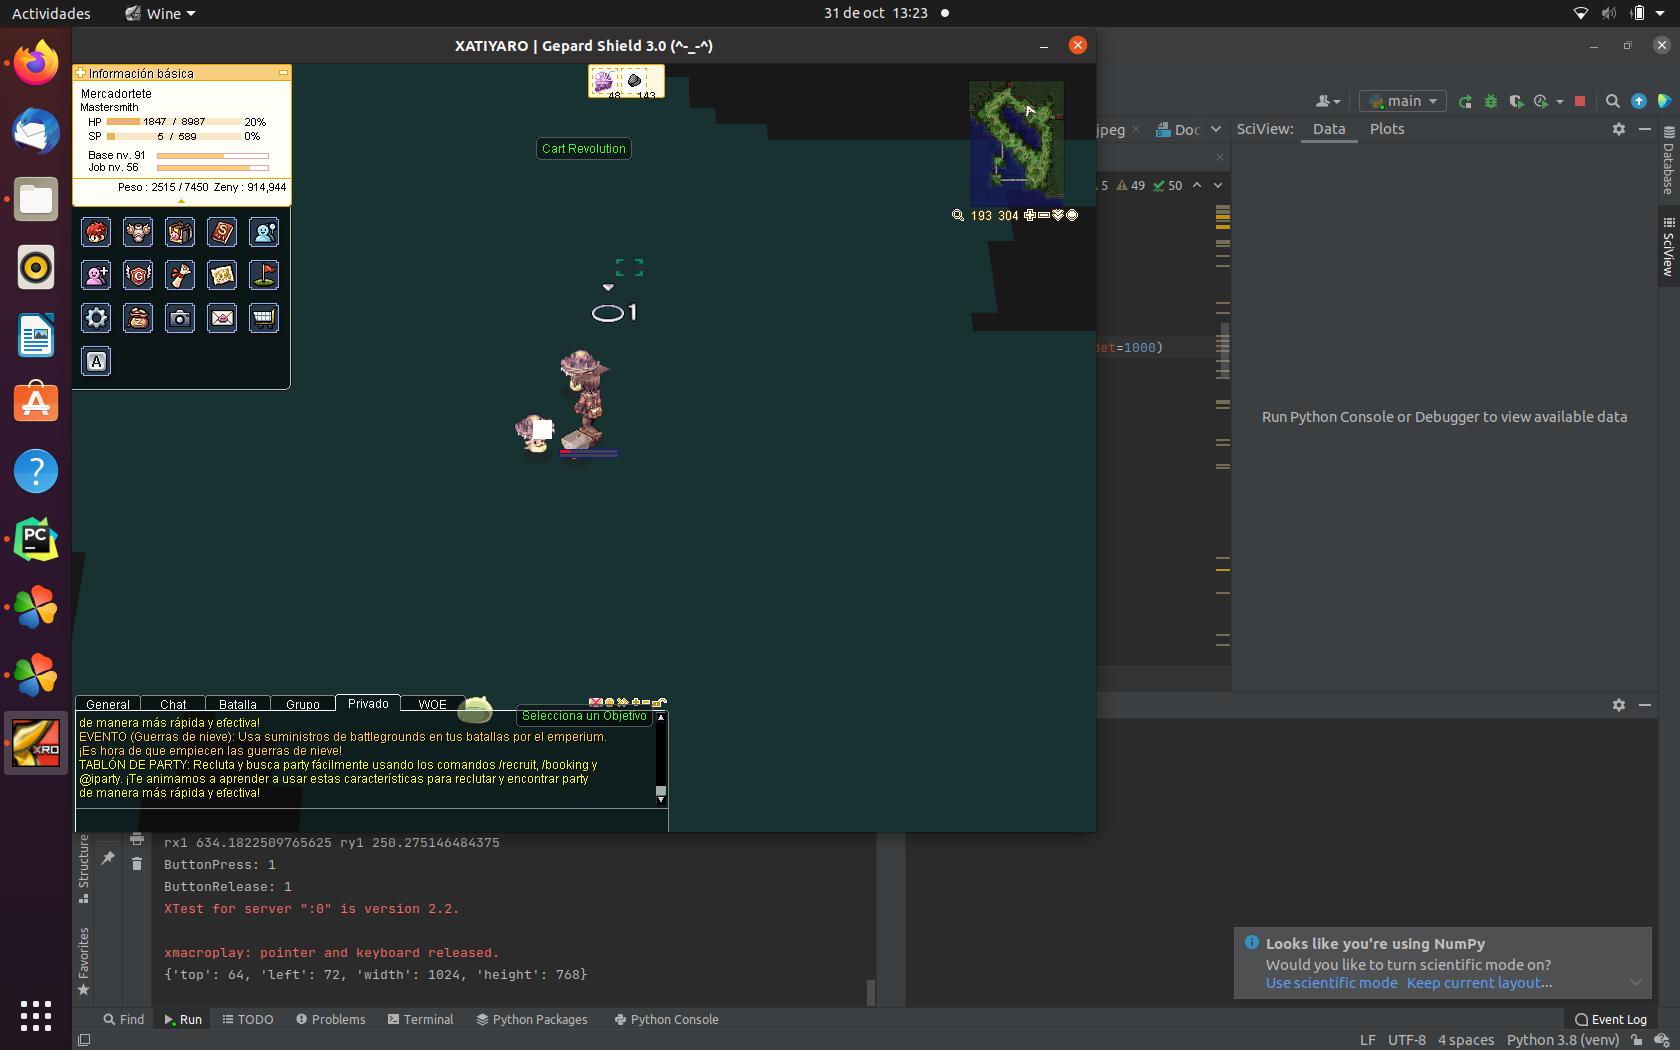 Actividades
Wine
31 de oct 13:23
XATIYARO | Gepard Shield 3.0 (^-_-^)
Información básica
Mercadortete
Mastersmith
HP 1847 / 8987 20%
SP 5 / 589 0%
Base nv. 91
Job nv. 56
Peso : 2515 / 7450 Zeny : 914,944
48 143
Cart Revolution
193 304
1
A
main
jpeg
Doc
SciView:
Data
Plots
5
49
50
det=1000)
Run Python Console or Debugger to view available data
Database
SciView
General
Chat
Batalla
Grupo
Privado
WOE
Selecciona un Objetivo
de manera más rápida y efectiva!
EVENTO (Guerras de nieve): Usa suministros de battlegrounds en tus batallas por el emperium.
¡Es hora de que empiecen las guerras de nieve!
TABLÓN DE PARTY: Recluta y busca party fácilmente usando los comandos /recruit, /booking y
@iparty. ¡Te animamos a aprender a usar estas características para reclutar y encontrar party
de manera más rápida y efectiva!
PC
XRO
Structure
Favorites
rx1 634.1822509765625 ry1 250.275146484375
ButtonPress: 1
ButtonRelease: 1
XTest for server ":0" is version 2.2.
xmacroplay: pointer and keyboard released.
{'top': 64, 'left': 72, 'width': 1024, 'height': 768}
Looks like you're using NumPy
Would you like to turn scientific mode on?
Use scientific mode Keep current layout...
Find
Run
TODO
Problems
Terminal
Python Packages
Python Console
Event Log
LF UTF-8 4 spaces Python 3.8 (venv)